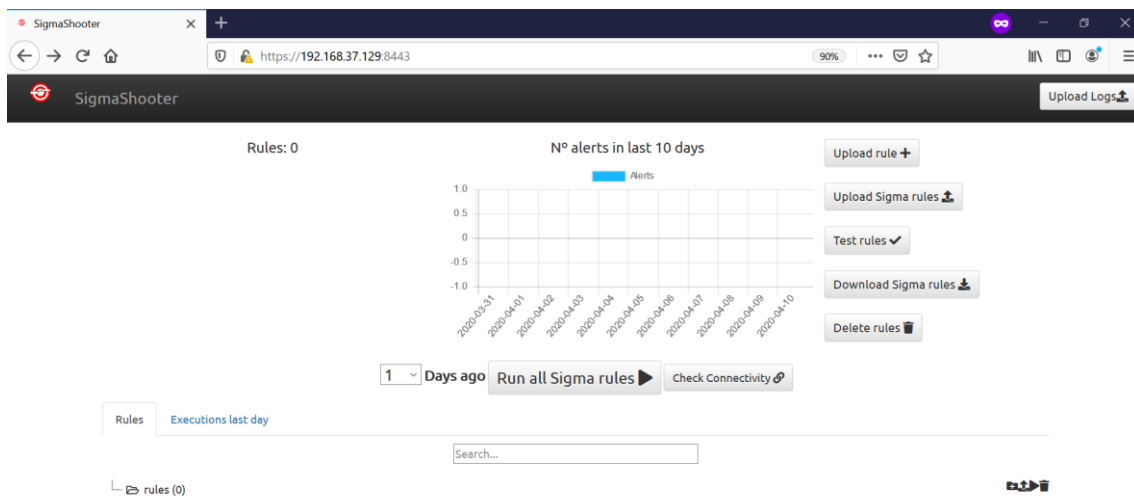 SigmaShooter
https://192.168.37.129:8443
90%
SigmaShooter
Upload Logs
Rules: 0
Nº alerts in last 10 days
Alerts
1.0
0.5
0
-0.5
-1.0
2020-03-31
2020-04-01
2020-04-02
2020-04-03
2020-04-04
2020-04-05
2020-04-06
2020-04-07
2020-04-08
2020-04-09
2020-04-10
Upload rule
Upload Sigma rules
Test rules
Download Sigma rules
Delete rules
1 Days ago Run all Sigma rules Check Connectivity
Rules Executions last day
Search...
rules (0)